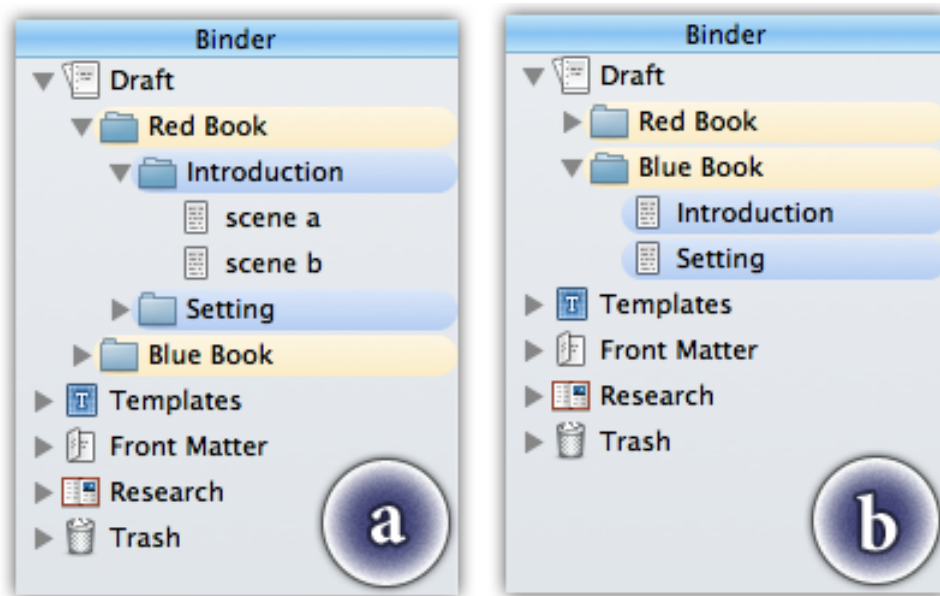 Binder
Draft
Red Book
Introduction
scene a
scene b
Setting
Blue Book
Templates
Front Matter
Research
Trash
a
Binder
Draft
Red Book
Blue Book
Introduction
Setting
Templates
Front Matter
Research
Trash
b